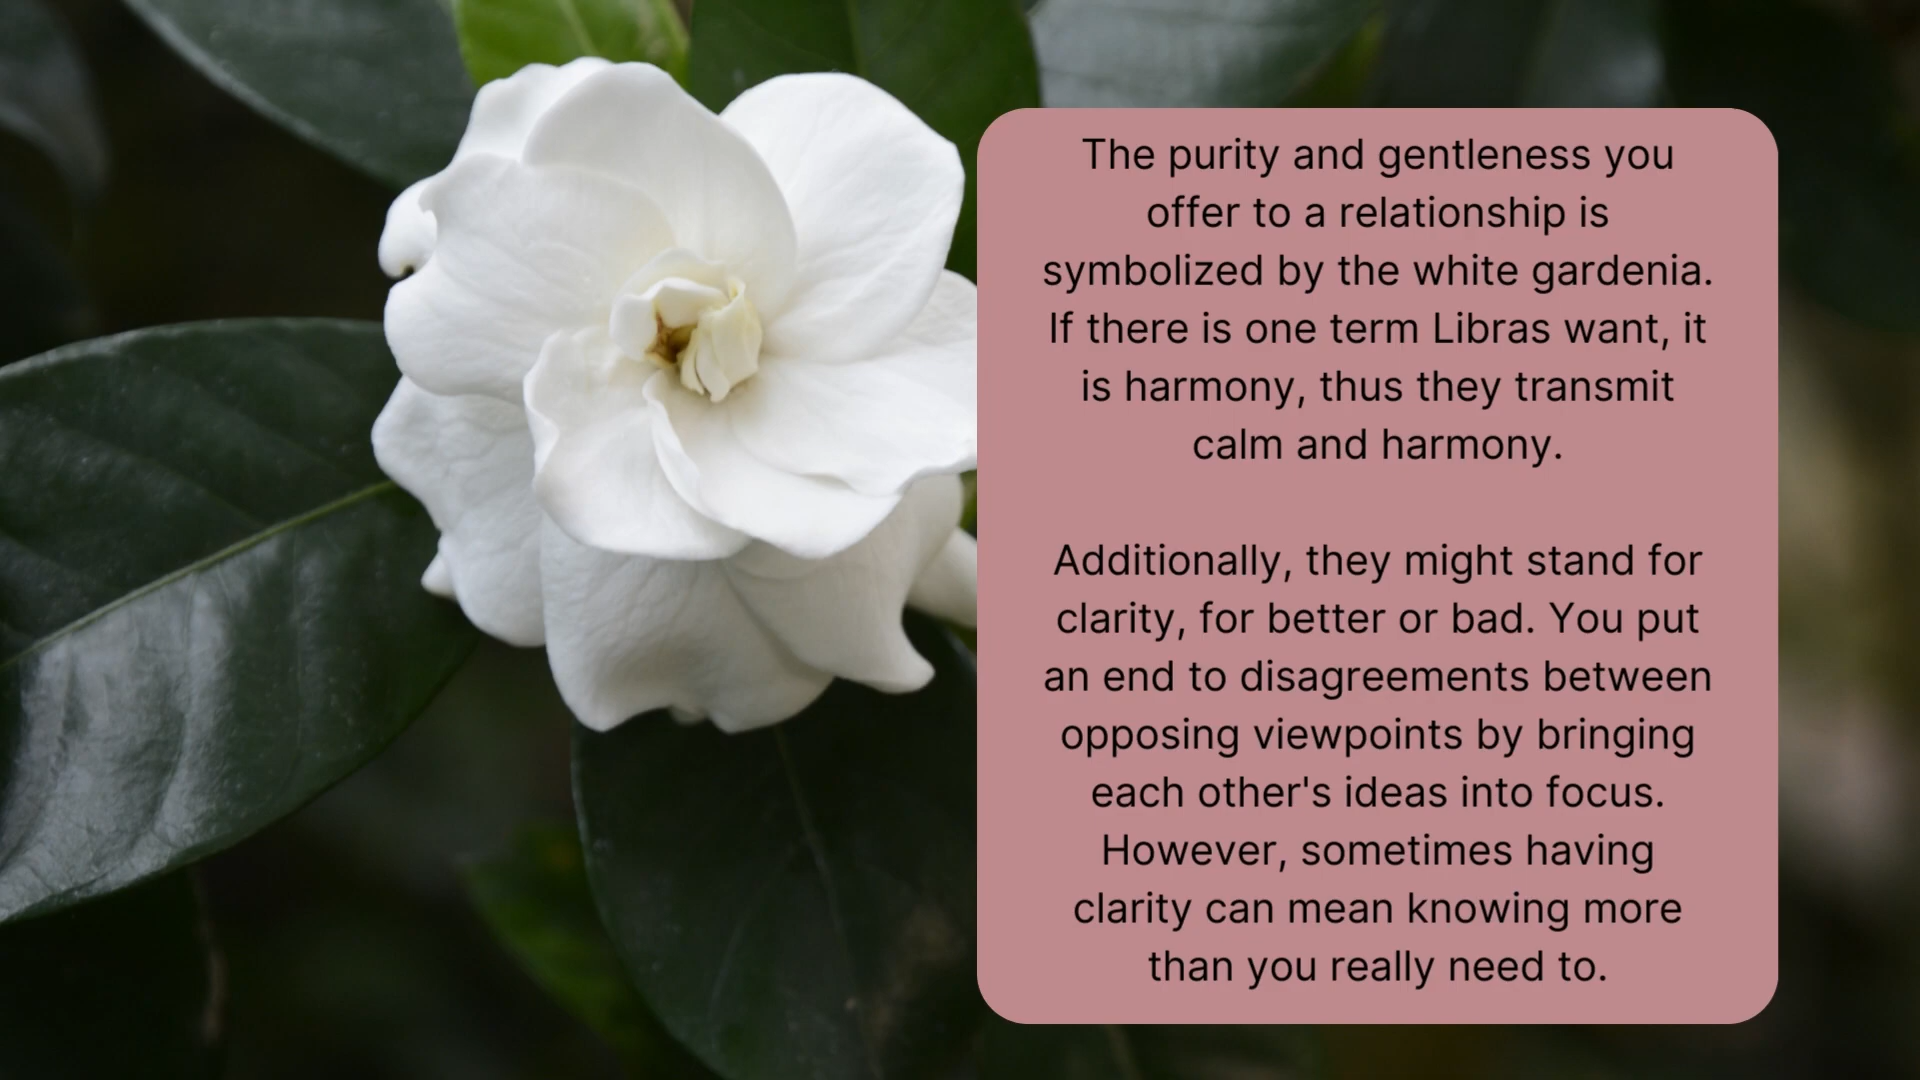 The purity and gentleness you
offer to a relationship is
symbolized by the white gardenia.
If there is one term Libras want, it
is harmony, thus they transmit
calm and harmony.
Additionally, they might stand for
clarity, for better or bad. You put
an end to disagreements between
opposing viewpoints by bringing
each other's ideas into focus.
However, sometimes having
clarity can mean knowing more
than you really need to.